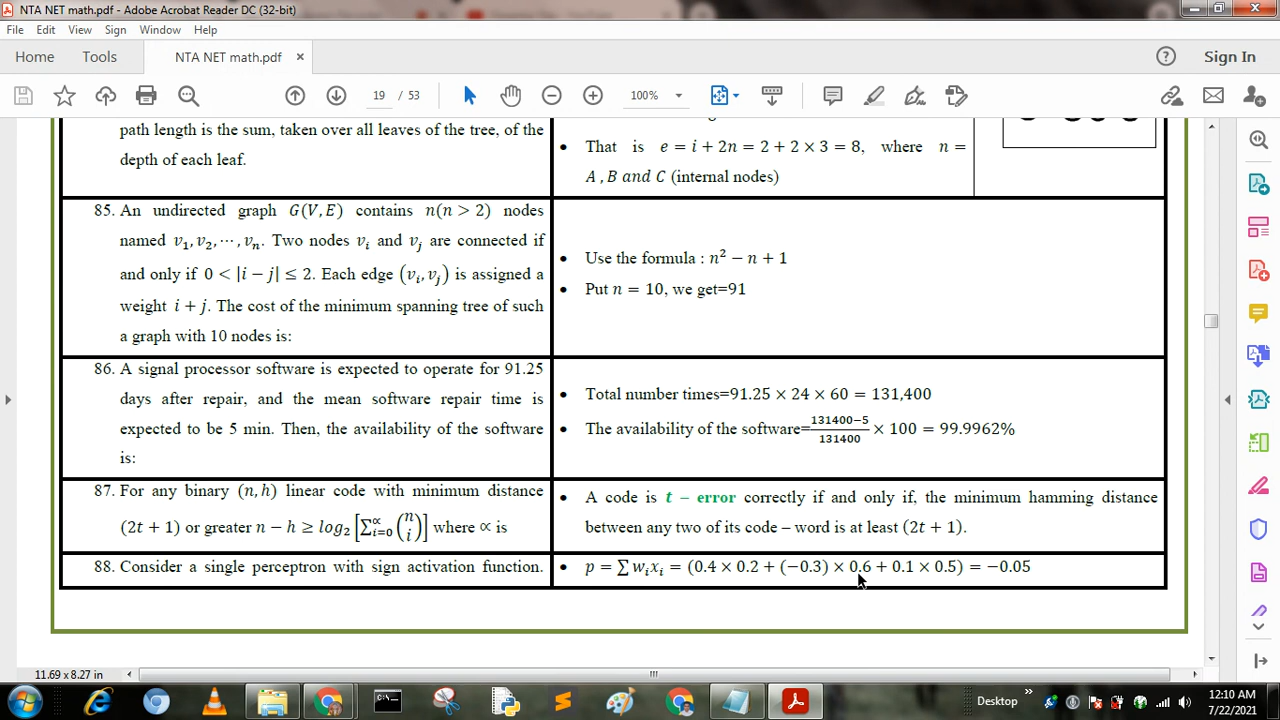 NTA NET math.pdf - Adobe Acrobat Reader DC (32-bit)
File Edit View Sign Window Help
Home Tools NTA NET math.pdf × Sign In
19 / 53 100%
path length is the sum, taken over all leaves of the tree, of the
depth of each leaf.
• That is e = i + 2n = 2 + 2 × 3 = 8, where n =
A , B and C (internal nodes)
85. An undirected graph G(V, E) contains n(n > 2) nodes
named v₁, v₂, ⋯, vₙ. Two nodes vᵢ and vⱼ are connected if
and only if 0 < |i − j| ≤ 2. Each edge (vᵢ, vⱼ) is assigned a
weight i + j. The cost of the minimum spanning tree of such
a graph with 10 nodes is:
• Use the formula : n² − n + 1
• Put n = 10, we get=91
86. A signal processor software is expected to operate for 91.25
days after repair, and the mean software repair time is
expected to be 5 min. Then, the availability of the software
is:
• Total number times=91.25 × 24 × 60 = 131,400
• The availability of the software=131400−5/131400 × 100 = 99.9962%
87. For any binary (n, h) linear code with minimum distance
(2t + 1) or greater n − h ≥ log₂ [∑ᵢ₌₀^∝ (n i)] where ∝ is
• A code is t − error correctly if and only if, the minimum hamming distance
between any two of its code – word is at least (2t + 1).
88. Consider a single perceptron with sign activation function.
• p = ∑ wᵢxᵢ = (0.4 × 0.2 + (−0.3) × 0.6 + 0.1 × 0.5) = −0.05
11.69 x 8.27 in
Desktop » 12:10 AM
7/22/2021